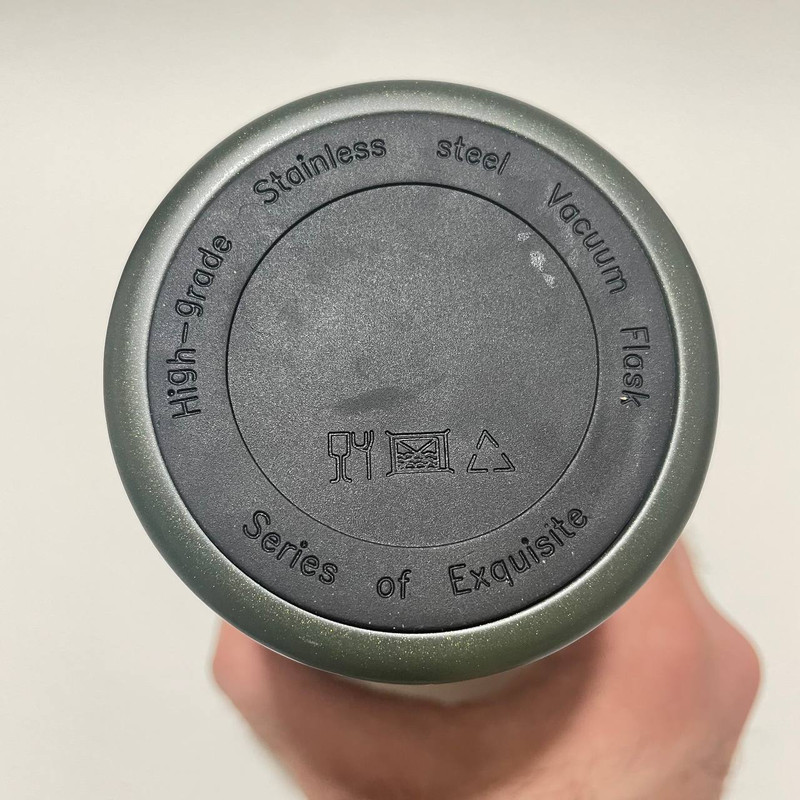 High-grade Stainless steel Vacuum Flask
Series of Exquisite